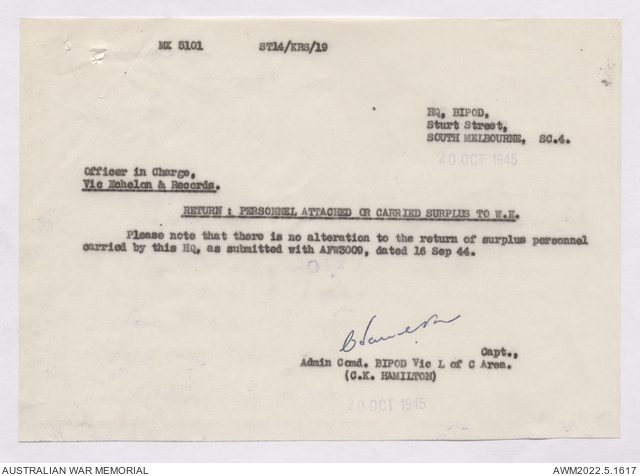 MX 5101 ST14/KRS/19
HQ, BIPOD.
Sturt Street,
SOUTH MELBOURNE, SC.4.
20 OCT 1945
Officer in Charge,
Vic Echelon & Records.
RETURN: PERSONNEL ATTACHED OR CARRIED SURPLUS TO W.E.
Please note that there is no alteration to the return of surplus personnel
carried by this HQ, as submitted with AFW3009, dated 16 Sep 44.
Capt.,
Admin Comd. BIPOD Vic L of C Area.
(C.K. HAMILTON)
20 OCT 1945
AUSTRALIAN WAR MEMORIAL AWM2022.5.1617